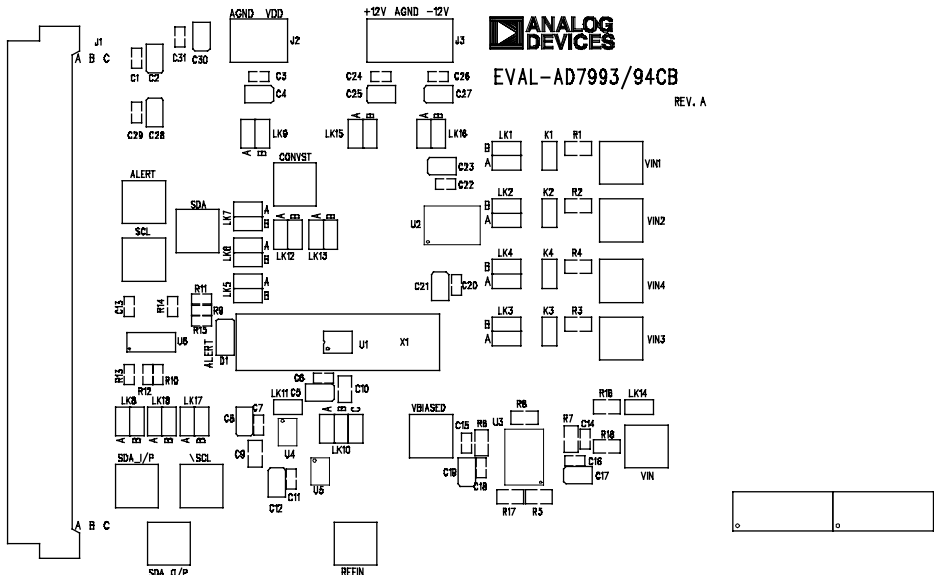 AGND VDD
+12V AGND -12V
ANALOG
DEVICES
EVAL-AD7993/94CB
REV. A
J1
J2
J3
A B C
C1
C2
C31
C30
C3
C4
C24
C25
C26
C27
C29
C28
A
B
LK9
LK15
A
B
LK16
A
B
CONVST
C23
C22
B
A
LK1
K1
R1
VIN1
ALERT
SDA
LK7
A
B
LK2
K2
R2
VIN2
B
A
U2
SCL
LK6
A
B
A
B
LK12
A
B
LK13
LK4
K4
R4
VIN4
B
A
LK5
A
B
C21
C20
C13
R14
R11
R9
R15
LK3
K3
R3
VIN3
B
A
U6
ALERT
D1
U1
X1
R13
R12
R10
C6
C5
C10
LK11
LK8
LK18
LK17
A
B
A
B
A
B
C8
C7
C9
U4
A
B
C
LK10
VBIASED
R6
U3
R16
LK14
C15
R7
C14
R18
C19
C18
C16
C17
VIN
SDA_I/P
\SCL
C12
C11
U5
R17
R5
A B C
SDA_O/P
REFIN